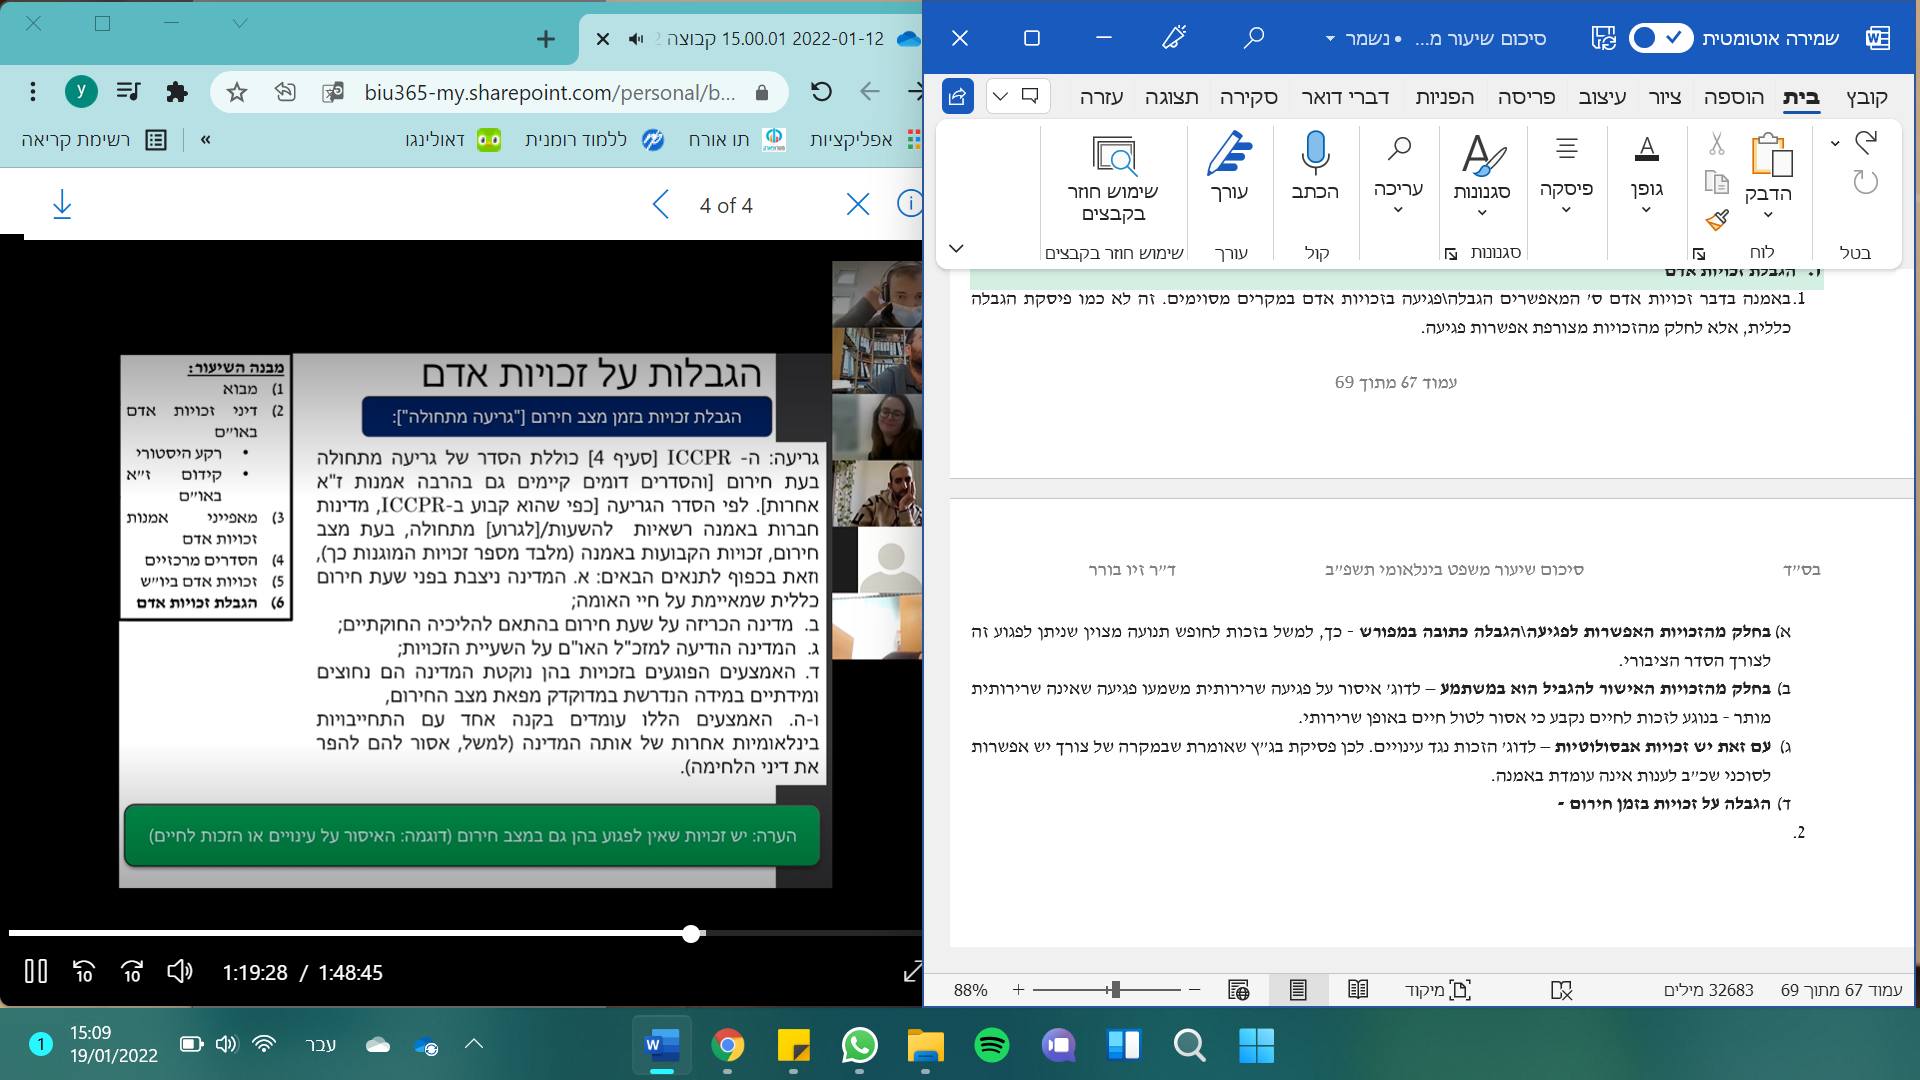 2022-01-12 15.00.01 קבוצה 2
biu365-my.sharepoint.com/personal/b...
y
אפליקציות
תו אורח
ללמוד רומנית
דאולינגו
»
רשימת קריאה
4 of 4
הגבלות על זכויות אדם
הגבלת זכויות בזמן מצב חירום ["גריעה מתחולה"]:
גריעה: ה- ICCPR [סעיף 4] כוללת הסדר של גריעה מתחולה
בעת חירום [והסדרים דומים קיימים גם בהרבה אמנות ז"א
אחרות]. לפי הסדר הגריעה [כפי שהוא קבוע ב-ICCPR, מדינות
חברות באמנה רשאיות להשעות/[לגרוע] מתחולה, בעת מצב
חירום, זכויות הקבועות באמנה (מלבד מספר זכויות המוגנות כך),
וזאת בכפוף לתנאים הבאים: א. המדינה ניצבת בפני שעת חירום
כללית שמאיימת על חיי האומה;
ב. מדינה הכריזה על שעת חירום בהתאם להליכיה החוקתיים;
ג. המדינה הודיעה למזכ"ל האו"ם על השעיית הזכויות;
ד. האמצעים הפוגעים בזכויות בהן נוקטת המדינה הם נחוצים
ומידתיים במידה הנדרשת במדוקדק מפאת מצב החירום,
ו-ה. האמצעים הללו עומדים בקנה אחד עם התחייבויות
בינלאומיות אחרות של אותה המדינה (למשל, אסור להם להפר
את דיני הלחימה).
הערה: יש זכויות שאין לפגוע בהן גם במצב חירום (דוגמה: האיסור על עינויים או הזכות לחיים)
מבנה השיעור:
1) מבוא
2) דיני זכויות אדם
באו״ם
• רקע היסטורי
• קידום ז״א
באו״ם
3) מאפייני אמנות
זכויות אדם
4) הסדרים מרכזיים
5) זכויות אדם ביו״ש
6) הגבלת זכויות אדם
10
10
1:19:28 / 1:48:45
שמירה אוטומטית
סיכום שיעור מ... • נשמר
קובץ
בית
הוספה
ציור
עיצוב
פריסה
הפניות
דברי דואר
סקירה
תצוגה
עזרה
הדבק
גופן
פיסקה
סגנונות
עריכה
הכתב
עורך
שימוש חוזר
בקבצים
בטל
לוח
סגנונות
קול
עורך
שימוש חוזר בקבצים
ו. הגבלת זכויות אדם
1. באמנה בדבר זכויות אדם ס׳ המאפשרים הגבלה\פגיעה בזכויות אדם במקרים מסוימים. זה לא כמו פיסקת הגבלה
כללית, אלא לחלק מהזכויות מצורפת אפשרות פגיעה.
עמוד 67 מתוך 69
בס״ד
סיכום שיעור משפט בינלאומי תשפ״ב
ד״ר זיו בורר
א) בחלק מהזכויות האפשרות לפגיעה\הגבלה כתובה במפורש - כך, למשל בזכות לחופש תנועה מצוין שניתן לפגוע זה
לצורך הסדר הציבורי.
ב) בחלק מהזכויות האישור להגביל הוא במשתמע – לדוג׳ איסור על פגיעה שרירותית משמעו פגיעה שאינה שרירותית
מותר - בנוגע לזכות לחיים נקבע כי אסור לטול חיים באופן שרירותי.
ג) עם זאת יש זכויות אבסולוטיות – לדוג׳ הזכות נגד עינויים. לכן פסיקת בג״ץ שאומרת שבמקרה של צורך יש אפשרות
לסוכני שכ״ב לענות אינה עומדת באמנה.
ד) הגבלה על זכויות בזמן חירום -
2.
עמוד 67 מתוך 69
32683 מילים
מיקוד
88%
1
15:09
19/01/2022
עבר